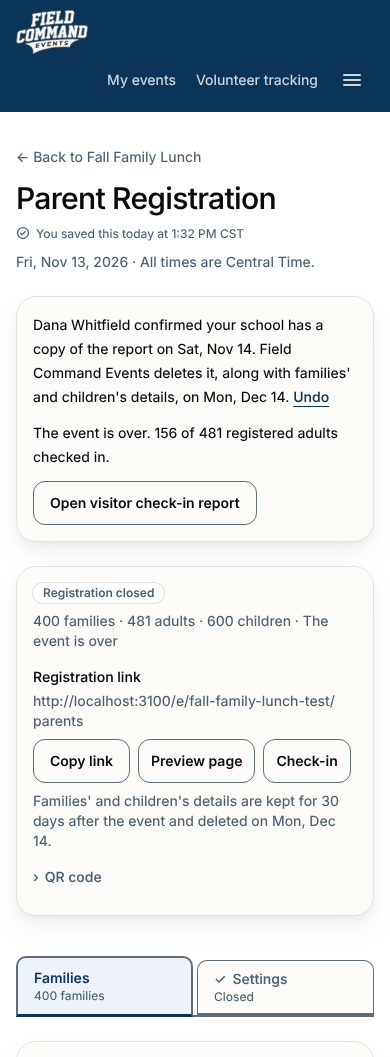 FIELD
COMMAND
EVENTS
My events Volunteer tracking
← Back to Fall Family Lunch
Parent Registration
You saved this today at 1:32 PM CST
Fri, Nov 13, 2026 · All times are Central Time.
Dana Whitfield confirmed your school has a
copy of the report on Sat, Nov 14. Field
Command Events deletes it, along with families'
and children's details, on Mon, Dec 14. Undo
The event is over. 156 of 481 registered adults
checked in.
Open visitor check-in report
Registration closed
400 families · 481 adults · 600 children · The
event is over
Registration link
http://localhost:3100/e/fall-family-lunch-test/
parents
Copy link Preview page Check-in
Families' and children's details are kept for 30
days after the event and deleted on Mon, Dec
14.
› QR code
Families
400 families
✓ Settings
Closed